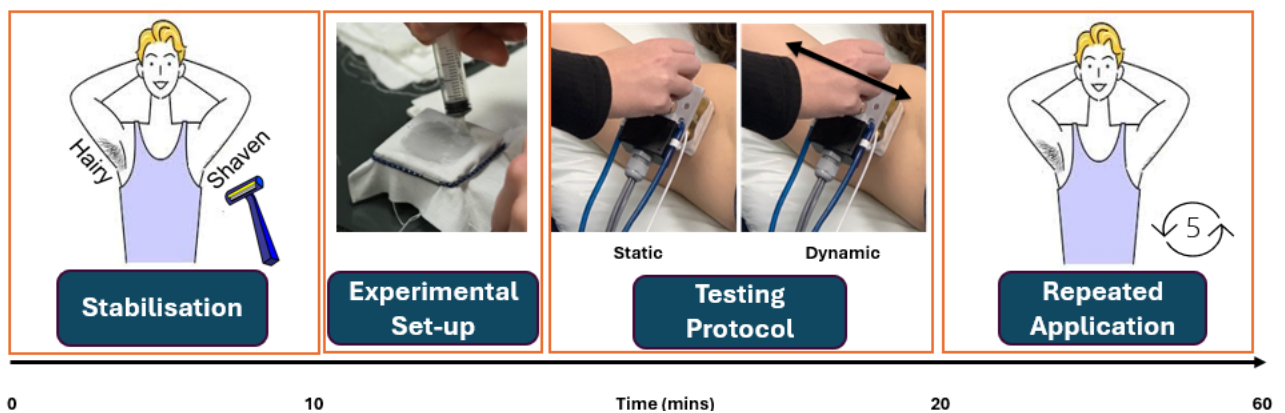 Hairy
Shaven
Stabilisation
Experimental
Set-up
Static
Dynamic
Testing
Protocol
5
Repeated
Application
0
10
Time (mins)
20
60